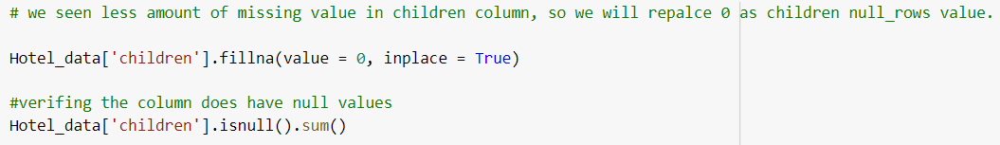 # we seen less amount of missing value in children column, so we will repalce 0 as children null_rows value.
Hotel_data['children'].fillna(value = 0, inplace = True)
#verifing the column does have null values
Hotel_data['children'].isnull().sum()